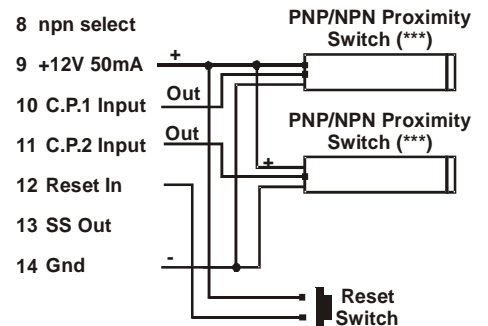 8 npn select
9 +12V 50mA
10 C.P.1 Input
11 C.P.2 Input
12 Reset In
13 SS Out
14 Gnd
+
Out
Out
+
-
PNP/NPN Proximity
Switch (***)
PNP/NPN Proximity
Switch (***)
Reset
Switch